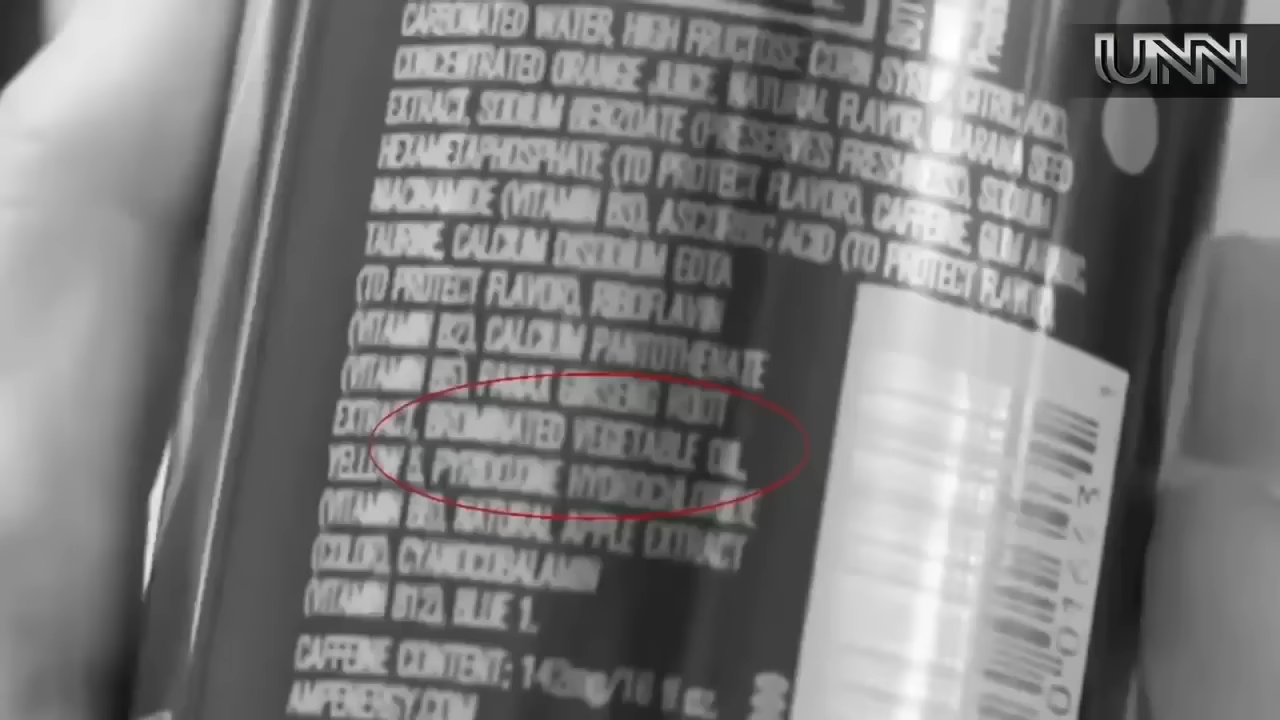 UNN
CARBONATED WATER, HIGH FRUCTOSE CORN SYRUP, CITRIC ACID,
CONCENTRATED ORANGE JUICE, NATURAL FLAVOR, GUARANA SEED
EXTRACT, SODIUM BENZOATE (PRESERVES FRESHNESS), SODIUM
HEXAMETAPHOSPHATE (TO PROTECT FLAVOR), CAFFEINE, GUM ARABIC,
NIACINAMIDE (VITAMIN B3), ASCORBIC ACID (TO PROTECT FLAVOR),
TAURINE, CALCIUM DISODIUM EDTA
(TO PROTECT FLAVOR), RIBOFLAVIN
(VITAMIN B2), CALCIUM PANTOTHENATE
(VITAMIN B5), PANAX GINSENG ROOT
EXTRACT, BROMINATED VEGETABLE OIL,
YELLOW 5, PYRIDOXINE HYDROCHLORIDE
(VITAMIN B6), NATURAL APPLE EXTRACT
(COLOR), CYANOCOBALAMIN
(VITAMIN B12), BLUE 1.
CAFFEINE CONTENT: 142mg/16 fl oz.
AMPENERGY.COM